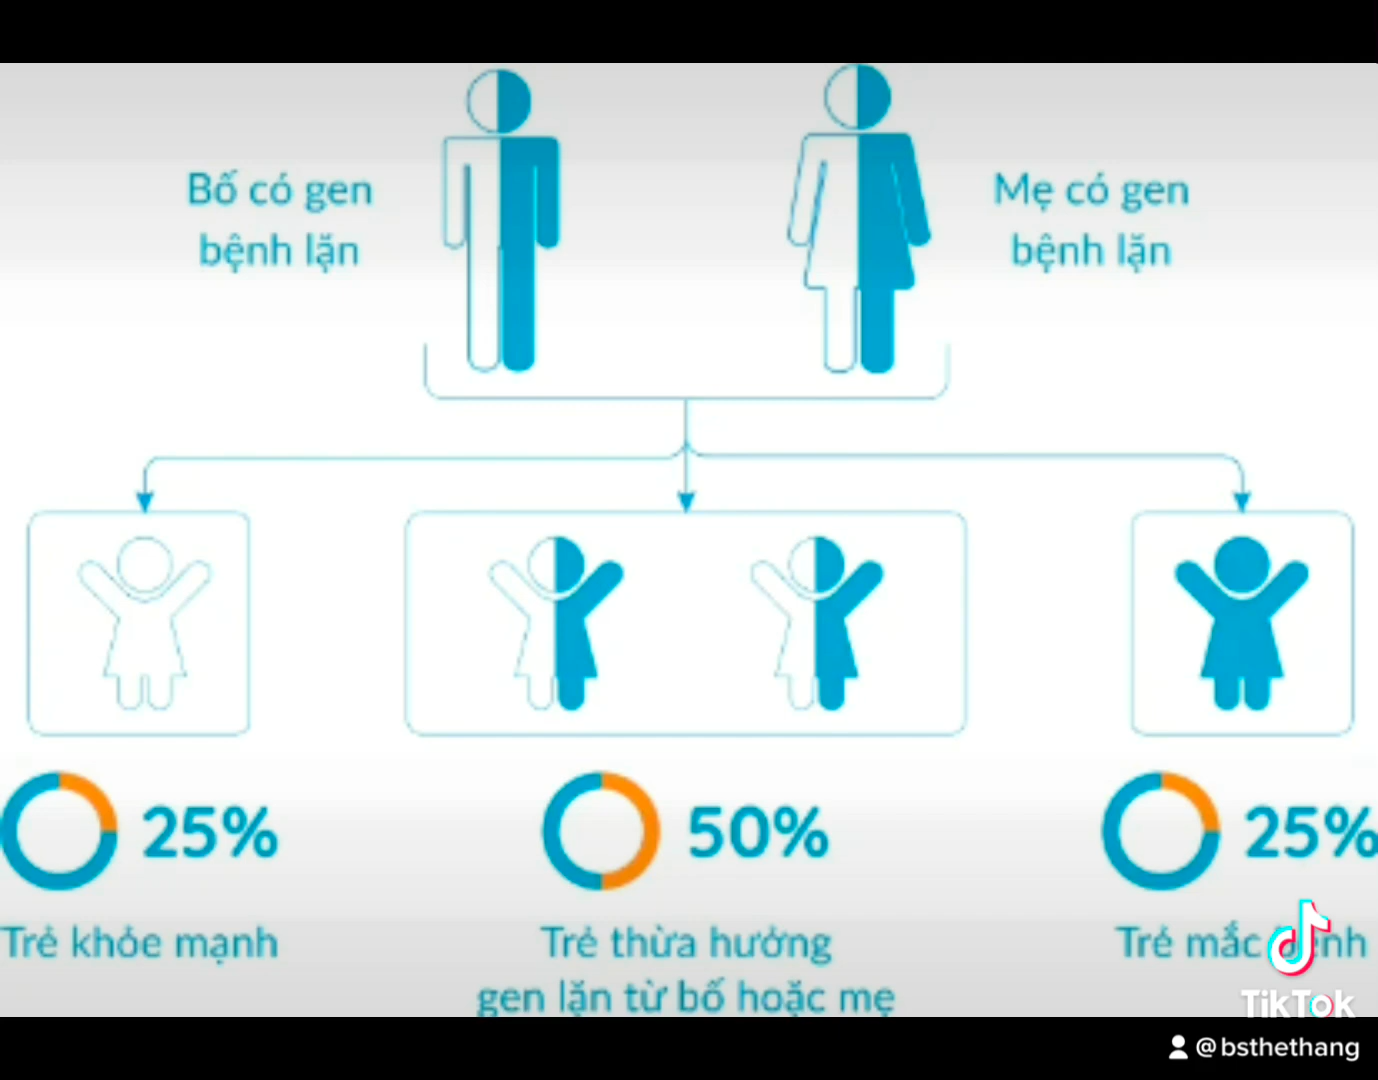 Bố có gen
bệnh lặn
Mẹ có gen
bệnh lặn
25%
50%
25%
Trẻ khỏe mạnh
Trẻ thừa hưởng
gen lặn từ bố hoặc mẹ
Trẻ mắc bệnh
TikTok
@bsthethang